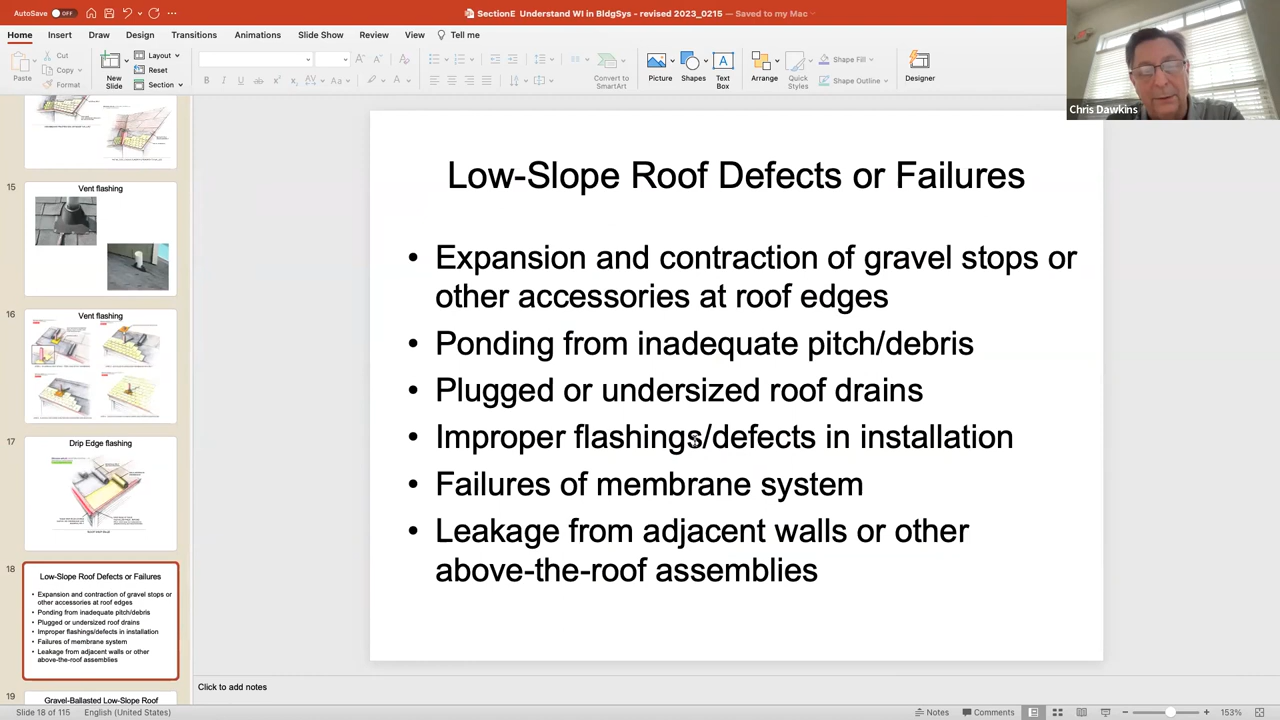 AutoSave OFF
SectionE Understand WI in BldgSys - revised 2023_0215 — Saved to my Mac
Home Insert Draw Design Transitions Animations Slide Show Review View Tell me
Paste
Cut
Copy
Format
New Slide
Layout
Reset
Section
Convert to SmartArt
Picture
Shapes
Text Box
Arrange
Quick Styles
Shape Fill
Shape Outline
Designer
Chris Dawkins
15
Vent flashing
16
Vent flashing
17
Drip Edge flashing
18
Low-Slope Roof Defects or Failures
• Expansion and contraction of gravel stops or
other accessories at roof edges
• Ponding from inadequate pitch/debris
• Plugged or undersized roof drains
• Improper flashings/defects in installation
• Failures of membrane system
• Leakage from adjacent walls or other
above-the-roof assemblies
19
Gravel-Ballasted Low-Slope Roof
Low-Slope Roof Defects or Failures
• Expansion and contraction of gravel stops or
other accessories at roof edges
• Ponding from inadequate pitch/debris
• Plugged or undersized roof drains
• Improper flashings/defects in installation
• Failures of membrane system
• Leakage from adjacent walls or other
above-the-roof assemblies
Click to add notes
Slide 18 of 115 English (United States) Notes Comments 153%